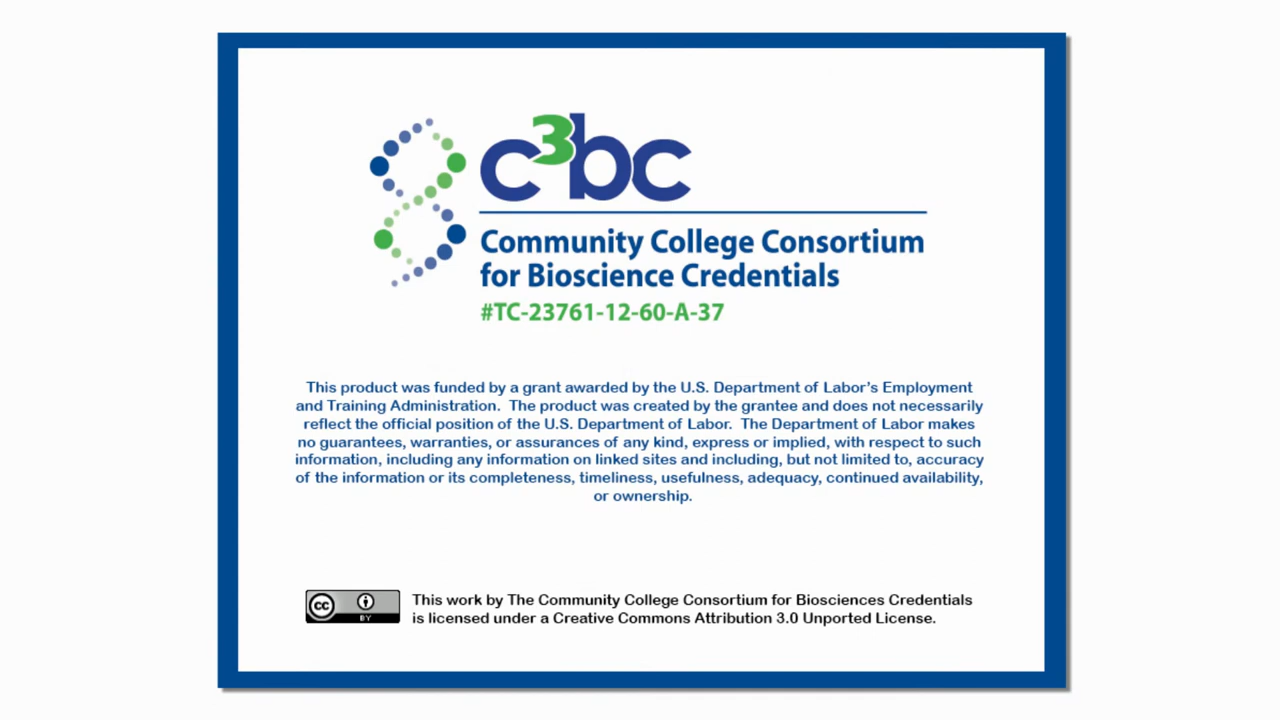 c3bc
Community College Consortium
for Bioscience Credentials
#TC-23761-12-60-A-37
This product was funded by a grant awarded by the U.S. Department of Labor’s Employment
and Training Administration. The product was created by the grantee and does not necessarily
reflect the official position of the U.S. Department of Labor. The Department of Labor makes
no guarantees, warranties, or assurances of any kind, express or implied, with respect to such
information, including any information on linked sites and including, but not limited to, accuracy
of the information or its completeness, timeliness, usefulness, adequacy, continued availability,
or ownership.
cc BY
This work by The Community College Consortium for Biosciences Credentials
is licensed under a Creative Commons Attribution 3.0 Unported License.